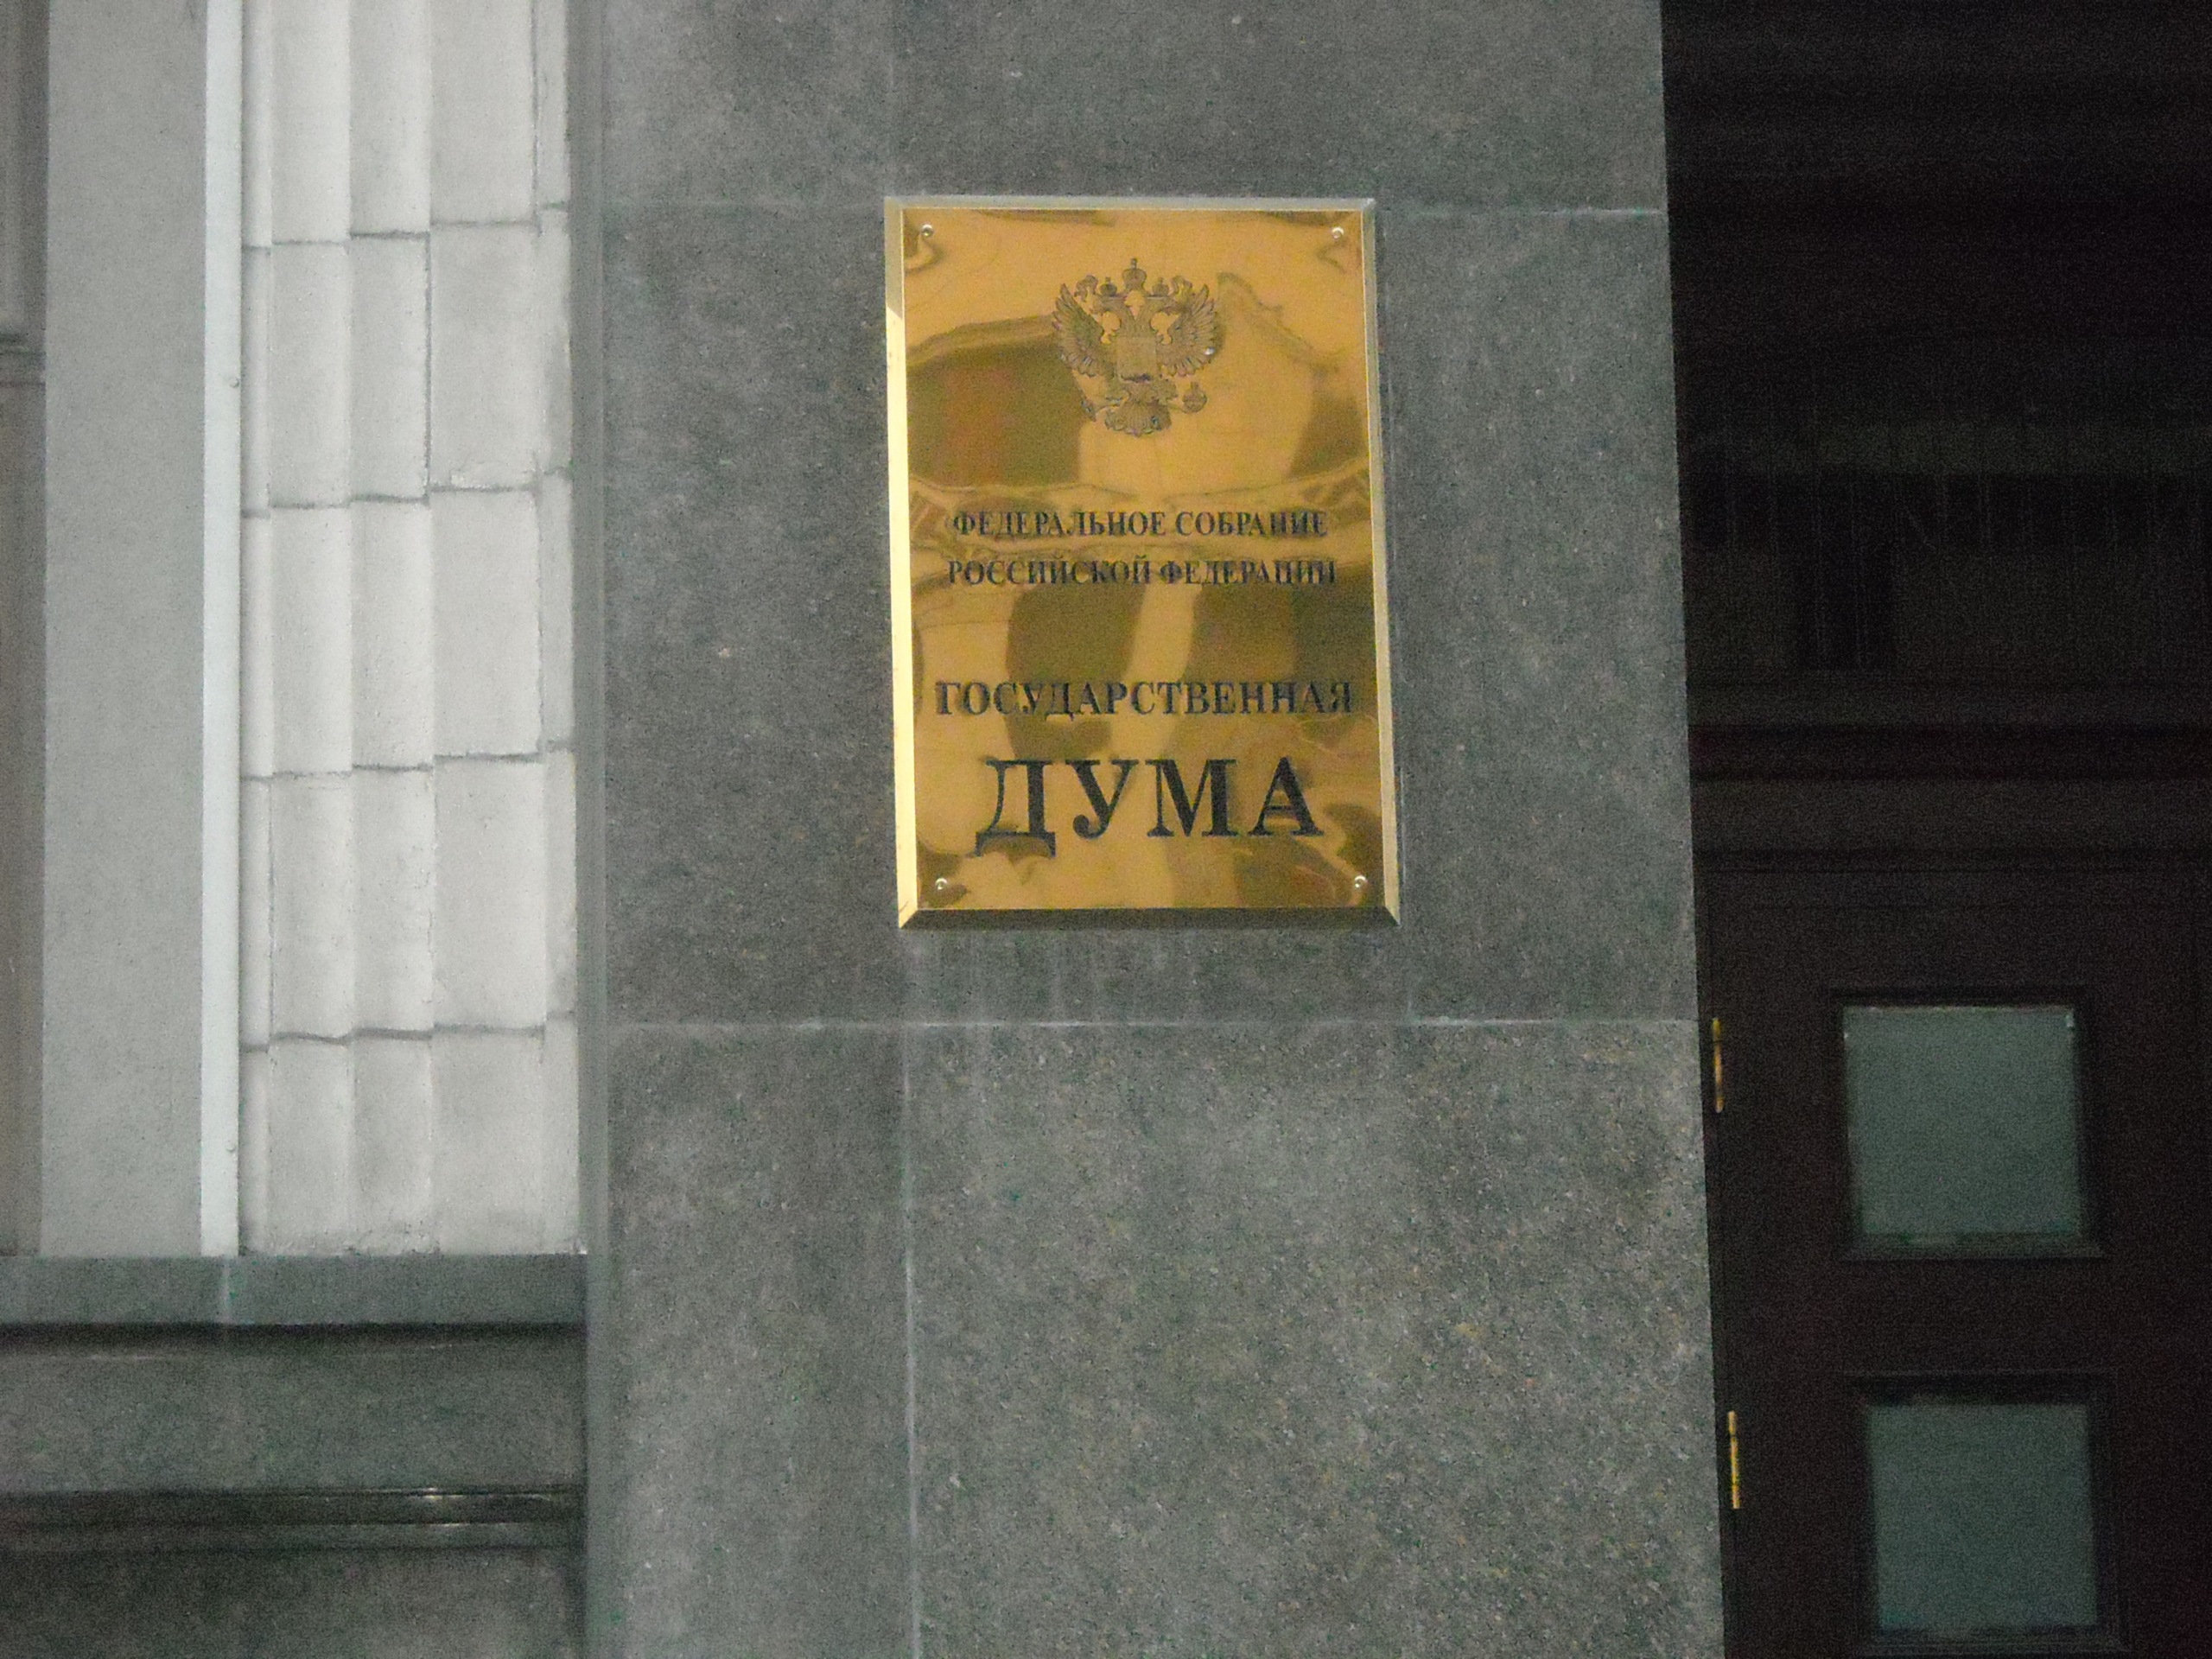 ФЕДЕРАЛЬНОЕ СОБРАНИЕ
РОССИЙСКОЙ ФЕДЕРАЦИИ
ГОСУДАРСТВЕННАЯ
ДУМА